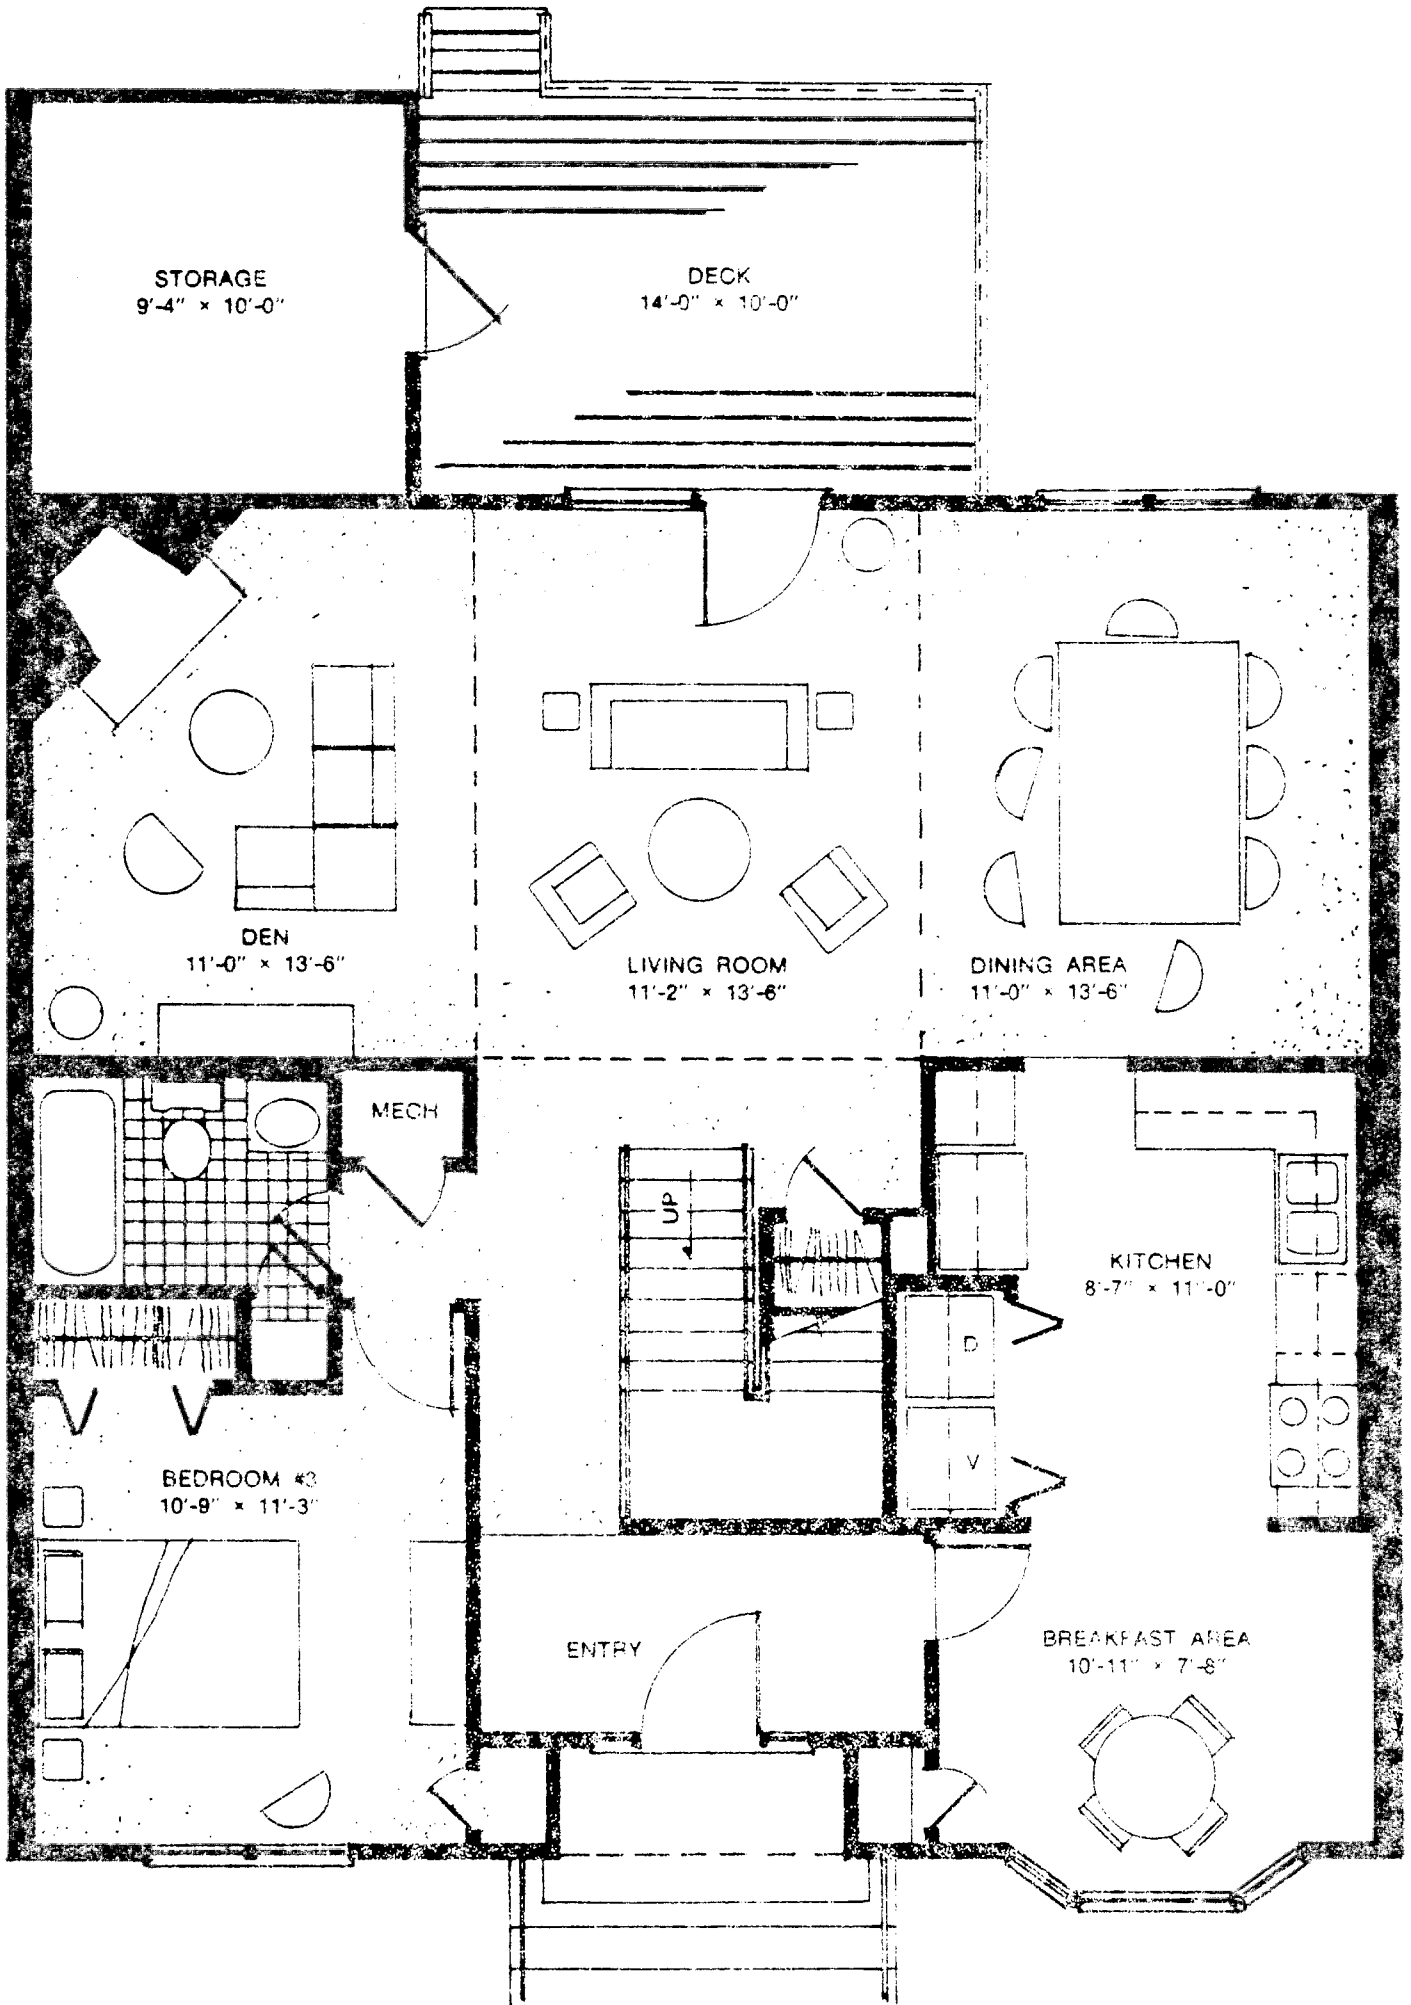 STORAGE
9'-4" × 10'-0"
DECK
14'-0" × 10'-0"
DEN
11'-0" × 13'-6"
LIVING ROOM
11'-2" × 13'-6"
DINING AREA
11'-0" × 13'-6"
MECH
UP
KITCHEN
8'-7" × 11'-0"
D
V
BEDROOM #3
10'-9" × 11'-3"
ENTRY
BREAKFAST AREA
10'-11" × 7'-8"